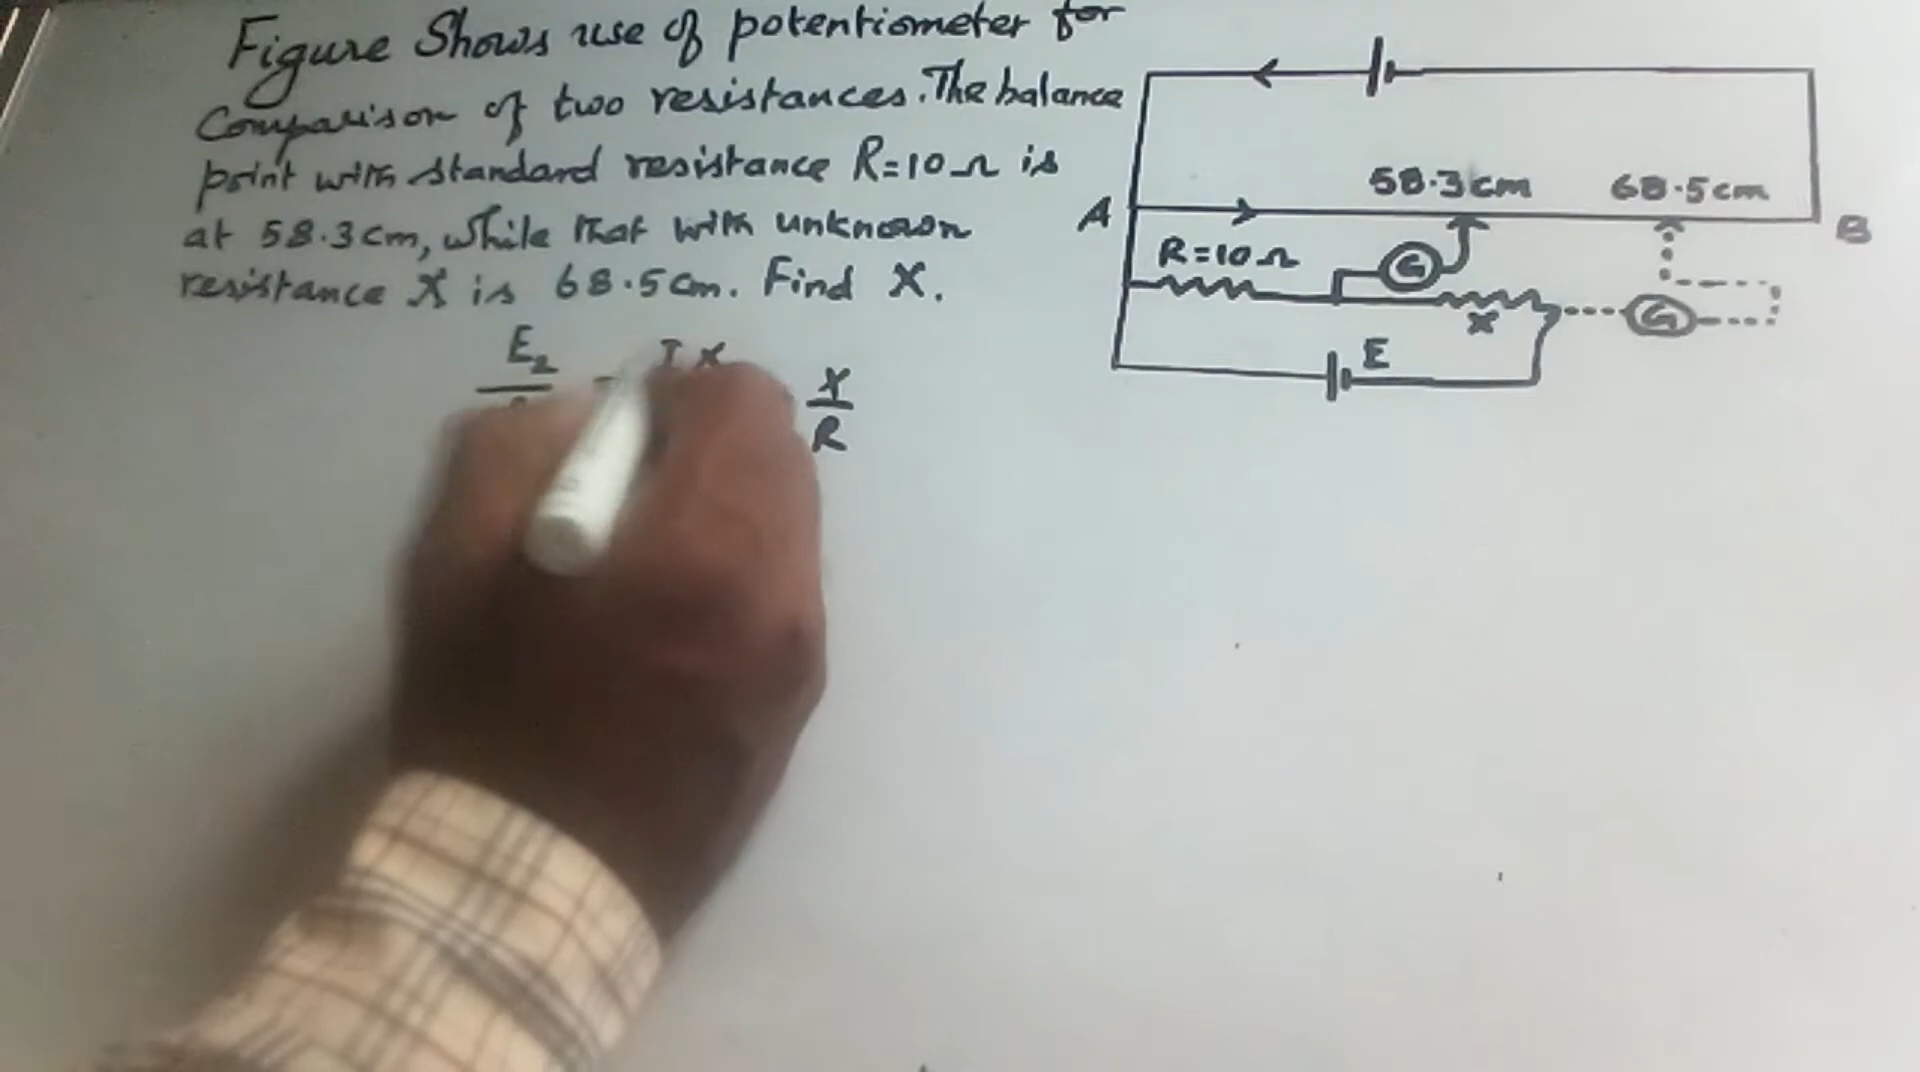 Figure Shows use of potentiometer for
Comparison of two resistances. The balance
point with standard resistance R=10Ω is
at 58.3cm, while that with unknown
resistance X is 68.5cm. Find X.
E₂
I X
X
R
58.3cm 68.5cm
A
B
R=10Ω
G
X
G
E